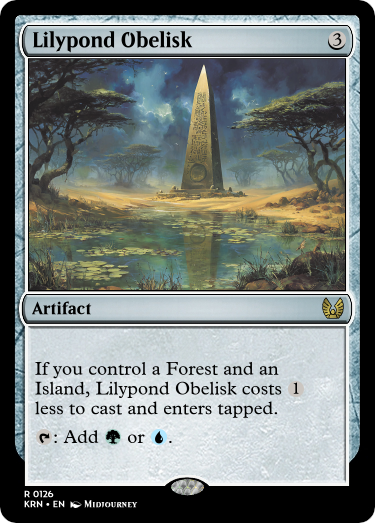 Lilypond Obelisk 3
Artifact
If you control a Forest and an
Island, Lilypond Obelisk costs 1
less to cast and enters tapped.
: Add or .
R 0126
KRN • EN Midjourney